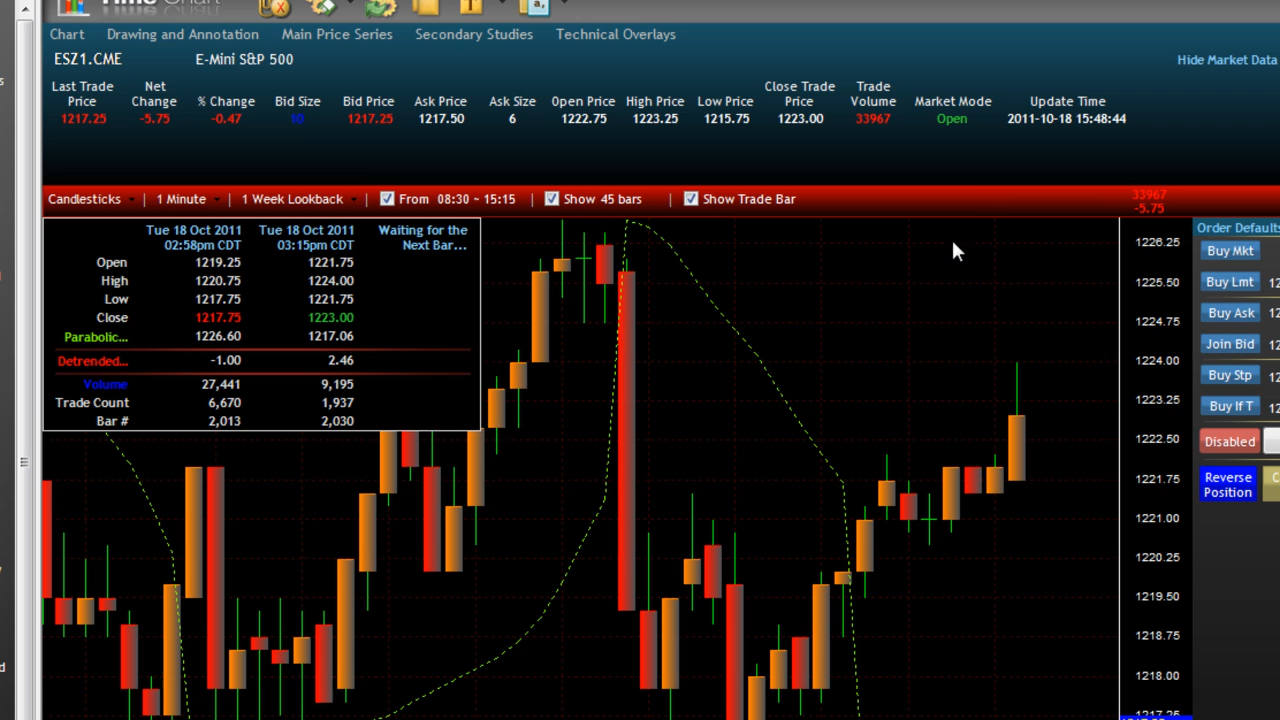 Time Chart
Chart Drawing and Annotation Main Price Series Secondary Studies Technical Overlays
ESZ1.CME E-Mini S&P 500
Hide Market Data
Last Trade Price Net Change % Change Bid Size Bid Price Ask Price Ask Size Open Price High Price Low Price Close Trade Price Trade Volume Market Mode Update Time
1217.25 -5.75 -0.47 10 1217.25 1217.50 6 1222.75 1223.25 1215.75 1223.00 33967 Open 2011-10-18 15:48:44
Candlesticks | 1 Minute | 1 Week Lookback | From 08:30 ~ 15:15 | Show 45 bars | Show Trade Bar
33967
-5.75
Tue 18 Oct 2011 Tue 18 Oct 2011 Waiting for the
02:58pm CDT 03:15pm CDT Next Bar...
Open 1219.25 1221.75
High 1220.75 1224.00
Low 1217.75 1221.75
Close 1217.75 1223.00
Parabolic... 1226.60 1217.06
Detrended... -1.00 2.46
Volume 27,441 9,195
Trade Count 6,670 1,937
Bar # 2,013 2,030
1226.25
1225.50
1224.75
1224.00
1223.25
1222.50
1221.75
1221.00
1220.25
1219.50
1218.75
1218.00
1217.25
Order Defaults
Buy Mkt
Buy Lmt 12
Buy Ask 12
Join Bid 12
Buy Stp 12
Buy If T 12
Disabled
Reverse
Position